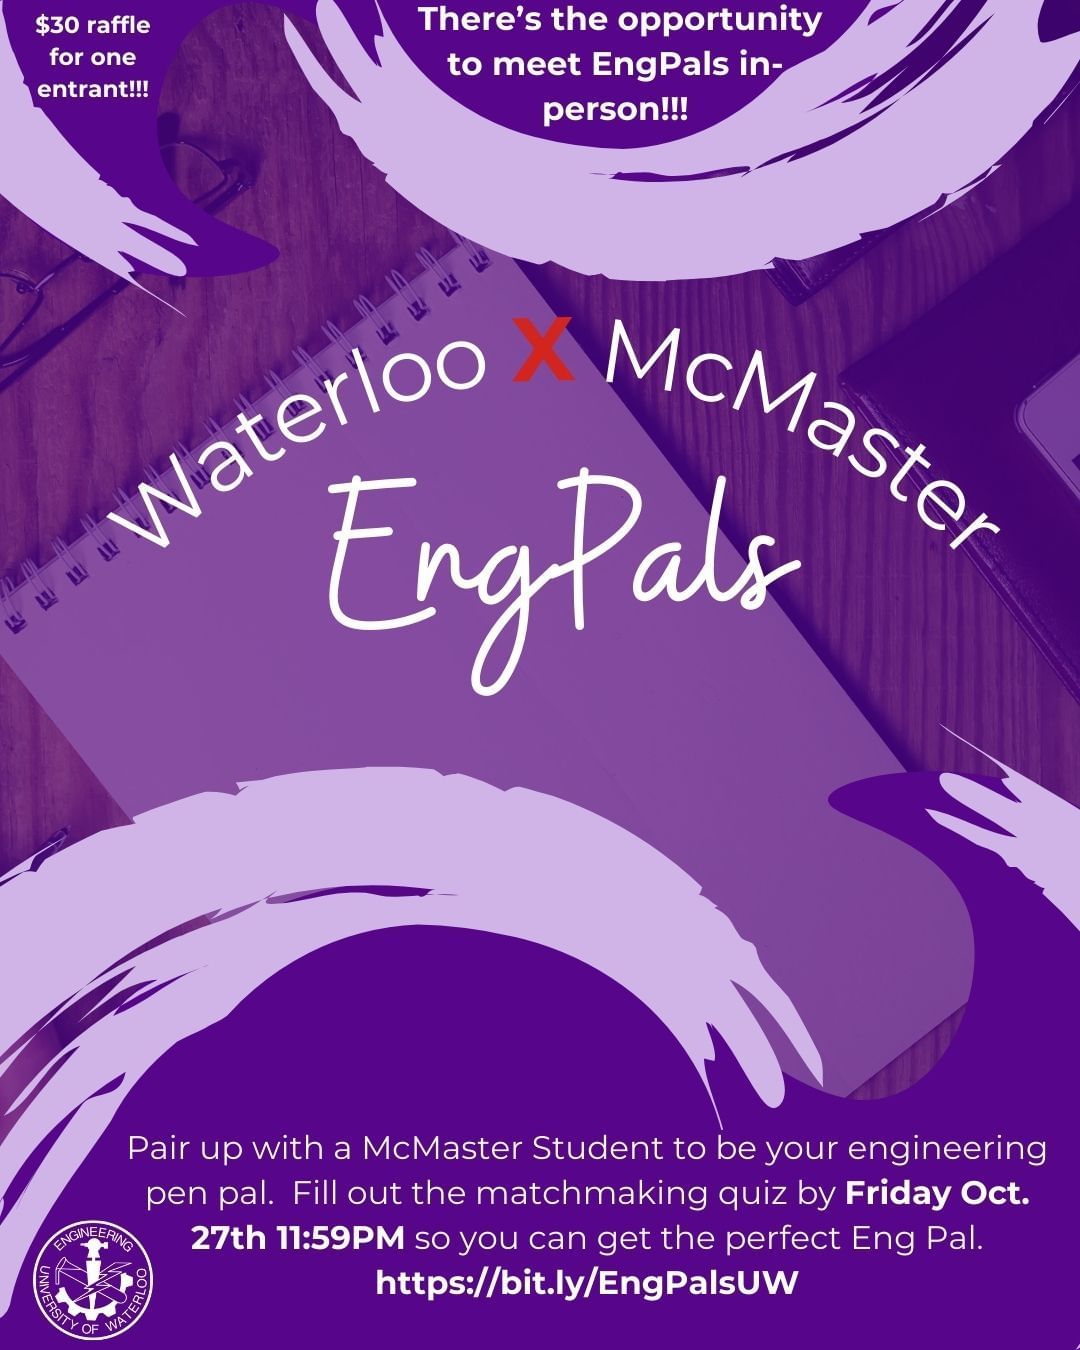 $30 raffle
for one
entrant!!!
There's the opportunity
to meet EngPals in-
person!!!
Waterloo X McMaster
EngPals
Pair up with a McMaster Student to be your engineering
pen pal. Fill out the matchmaking quiz by Friday Oct.
27th 11:59PM so you can get the perfect Eng Pal.
https://bit.ly/EngPalsUW
ENGINEERING
UNIVERSITY OF WATERLOO